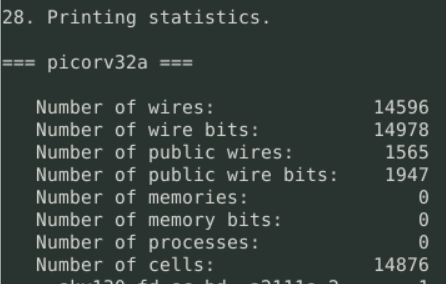 28. Printing statistics.
=== picorv32a ===
Number of wires: 14596
Number of wire bits: 14978
Number of public wires: 1565
Number of public wire bits: 1947
Number of memories: 0
Number of memory bits: 0
Number of processes: 0
Number of cells: 14876